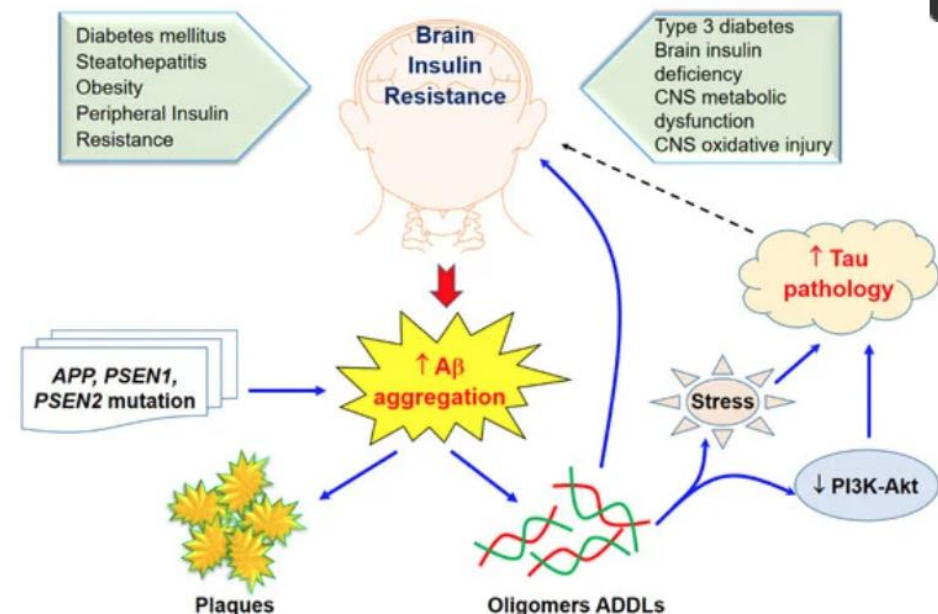 Diabetes mellitus
Steatohepatitis
Obesity
Peripheral Insulin
Resistance
Brain
Insulin
Resistance
Type 3 diabetes
Brain insulin
deficiency
CNS metabolic
dysfunction
CNS oxidative injury
↑ Tau
pathology
APP, PSEN1,
PSEN2 mutation
↑ Aβ
aggregation
Stress
↓ PI3K-Akt
Plaques
Oligomers ADDLs